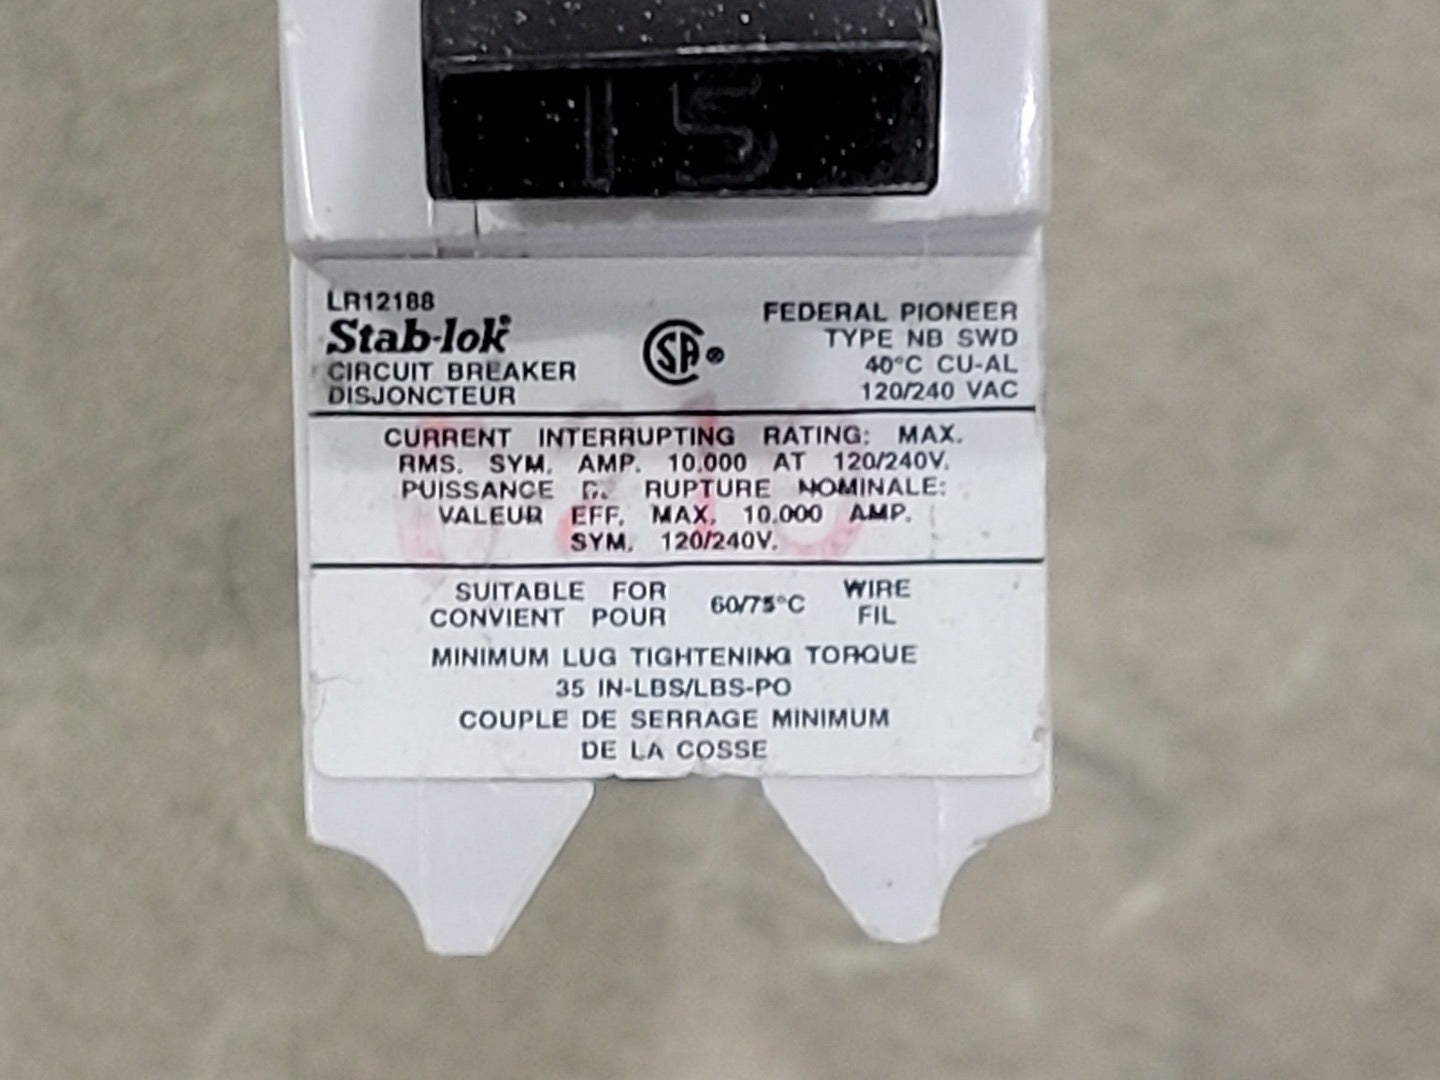 15
LR12188
Stab-lok®
CIRCUIT BREAKER
DISJONCTEUR
CSA ®
FEDERAL PIONEER
TYPE NB SWD
40°C CU-AL
120/240 VAC
CURRENT INTERRUPTING RATING: MAX.
RMS. SYM. AMP. 10,000 AT 120/240V.
PUISSANCE RUPTURE NOMINALE:
VALEUR EFF. MAX. 10,000 AMP.
SYM. 120/240V.
SUITABLE FOR 60/75°C WIRE
CONVIENT POUR FIL
MINIMUM LUG TIGHTENING TORQUE
35 IN-LBS/LBS-PO
COUPLE DE SERRAGE MINIMUM
DE LA COSSE